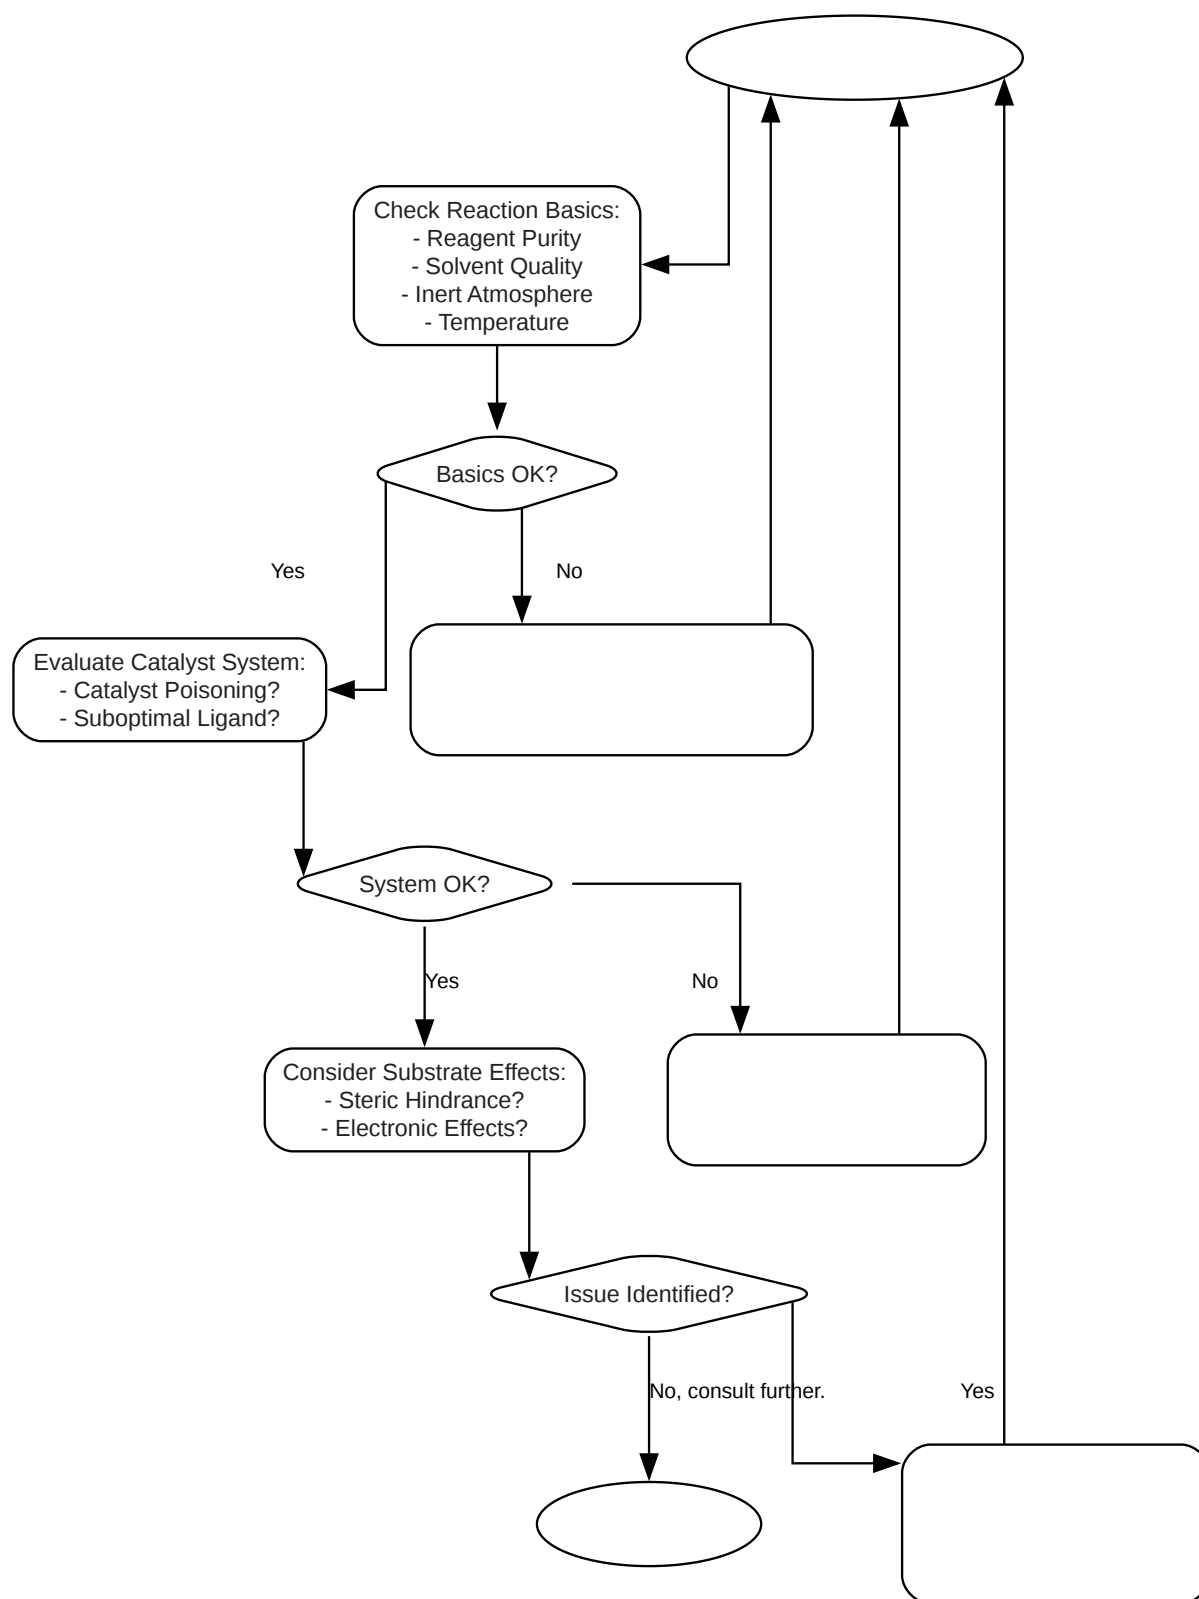 Check Reaction Basics:
- Reagent Purity
- Solvent Quality
- Inert Atmosphere
- Temperature
Basics OK?
Yes
No
Evaluate Catalyst System:
- Catalyst Poisoning?
- Suboptimal Ligand?
System OK?
Yes
No
Consider Substrate Effects:
- Steric Hindrance?
- Electronic Effects?
Issue Identified?
No, consult further.
Yes